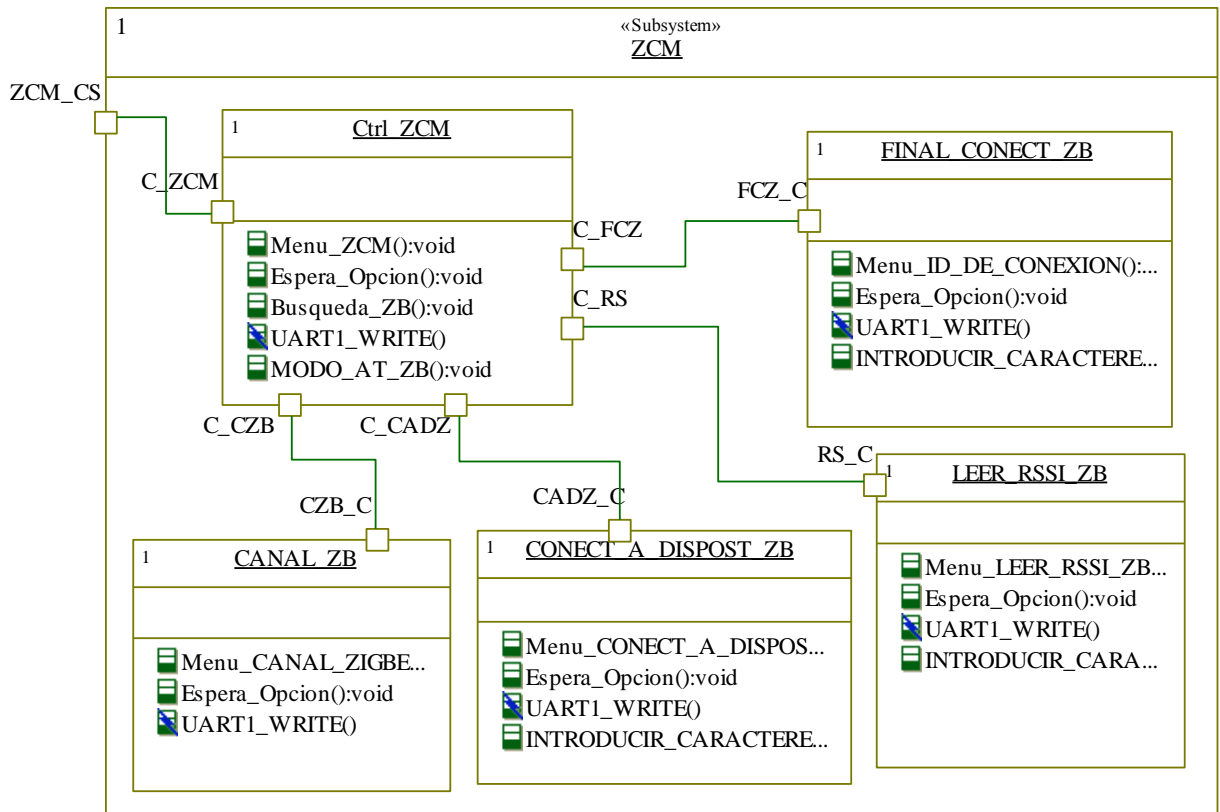 1
«Subsystem»
ZCM
ZCM_CS
1
Ctrl_ZCM
C_ZCM
Menu_ZCM():void
Espera_Opcion():void
Busqueda_ZB():void
UART1_WRITE()
MODO_AT_ZB():void
C_FCZ
C_RS
C_CZB
C_CADZ
FCZ_C
1
FINAL_CONECT_ZB
Menu_ID_DE_CONEXION():...
Espera_Opcion():void
UART1_WRITE()
INTRODUCIR_CARACTERE...
RS_C
1
LEER_RSSI_ZB
Menu_LEER_RSSI_ZB...
Espera_Opcion():void
UART1_WRITE()
INTRODUCIR_CARA...
CZB_C
1
CANAL_ZB
Menu_CANAL_ZIGBE...
Espera_Opcion():void
UART1_WRITE()
CADZ_C
1
CONECT_A_DISPOST_ZB
Menu_CONECT_A_DISPOS...
Espera_Opcion():void
UART1_WRITE()
INTRODUCIR_CARACTERE...